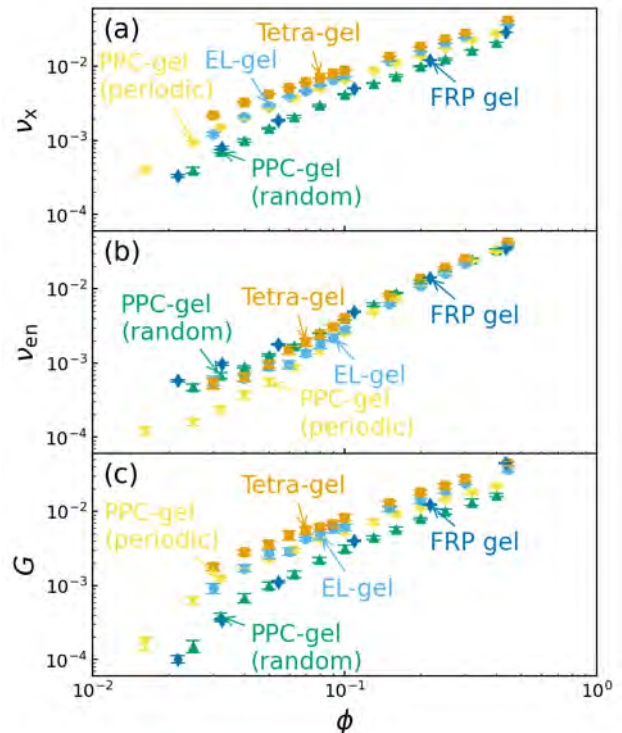 (a)
Tetra-gel
PPC-gel
(periodic)
EL-gel
FRP gel
PPC-gel
(random)
10⁻²
10⁻³
10⁻⁴
νₓ
(b)
PPC-gel
(random)
Tetra-gel
FRP gel
EL-gel
PPC-gel
(periodic)
10⁻²
10⁻³
10⁻⁴
νₑₙ
(c)
Tetra-gel
PPC-gel
(periodic)
FRP gel
EL-gel
PPC-gel
(random)
10⁻²
10⁻³
10⁻⁴
G
10⁻² 10⁻¹ 10⁰
ϕ